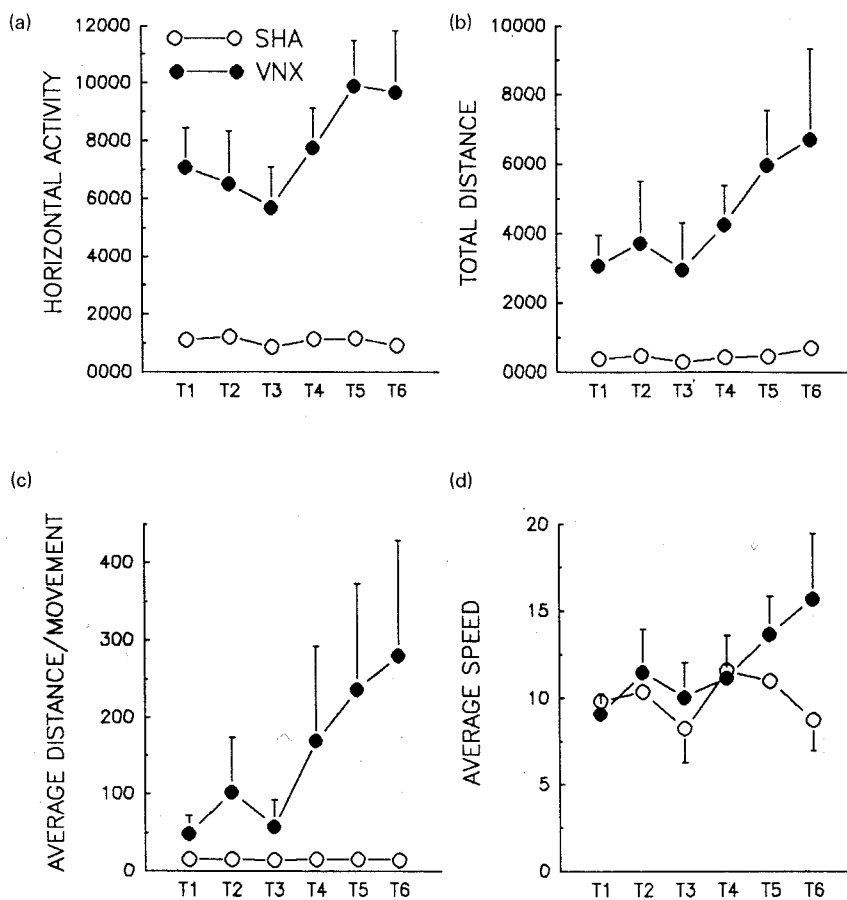 (a)
HORIZONTAL ACTIVITY
12000
10000
8000
6000
4000
2000
0000
SHA
VNX
T1 T2 T3 T4 T5 T6
(b)
TOTAL DISTANCE
10000
8000
6000
4000
2000
0000
T1 T2 T3 T4 T5 T6
(c)
AVERAGE DISTANCE/MOVEMENT
400
300
200
100
0
T1 T2 T3 T4 T5 T6
(d)
AVERAGE SPEED
20
15
10
5
0
T1 T2 T3 T4 T5 T6